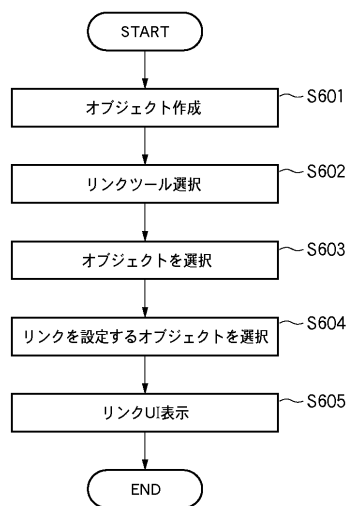 START
オブジェクト作成
S601
リンクツール選択
S602
オブジェクトを選択
S603
リンクを設定するオブジェクトを選択
S604
リンクUI表示
S605
END